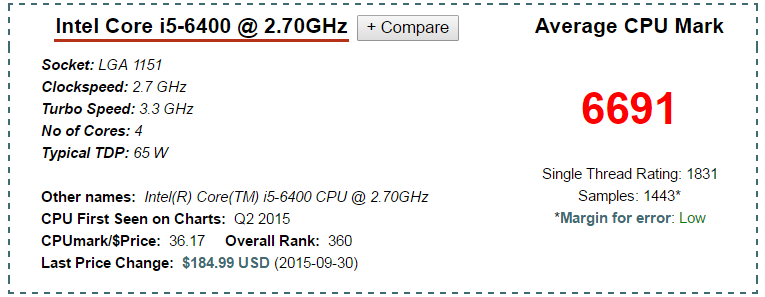 Intel Core i5-6400 @ 2.70GHz
+ Compare
Average CPU Mark
Socket: LGA 1151
Clockspeed: 2.7 GHz
Turbo Speed: 3.3 GHz
No of Cores: 4
Typical TDP: 65 W
6691
Single Thread Rating: 1831
Samples: 1443*
*Margin for error: Low
Other names: Intel(R) Core(TM) i5-6400 CPU @ 2.70GHz
CPU First Seen on Charts: Q2 2015
CPUmark/$Price: 36.17 Overall Rank: 360
Last Price Change: $184.99 USD (2015-09-30)